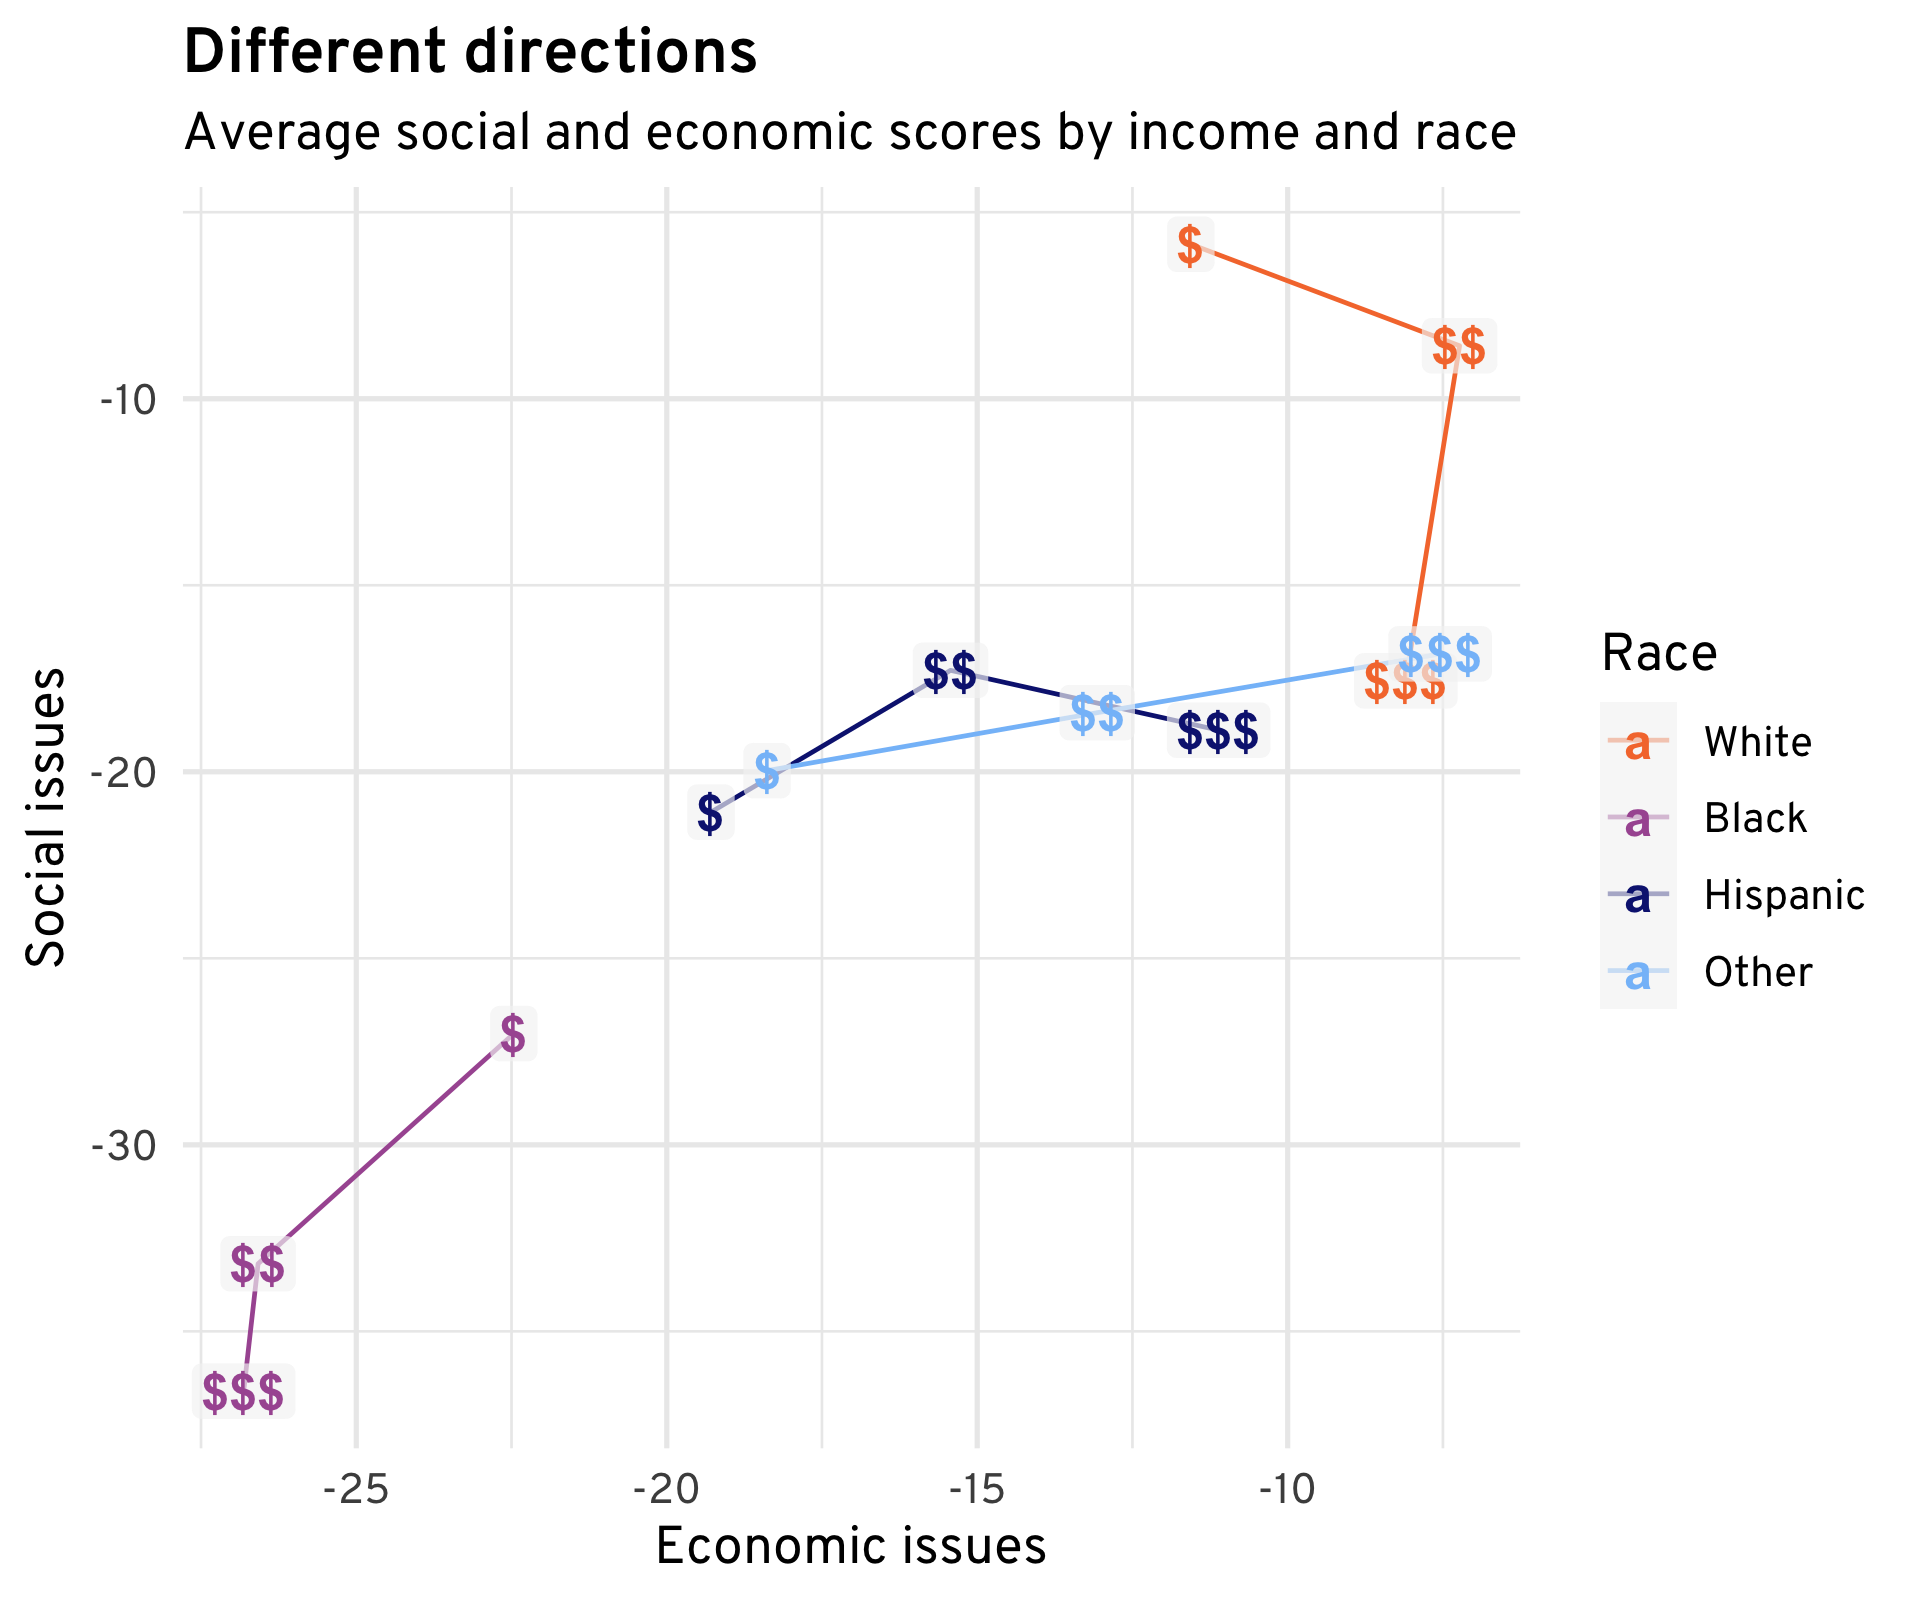 Different directions
Average social and economic scores by income and race
Social issues
-10
-20
-30
$
$$
$$$
$$$
$$
$$
$$$
$
$
$
$$
$$$
-25
-20
-15
-10
Economic issues
Race
a White
a Black
a Hispanic
a Other